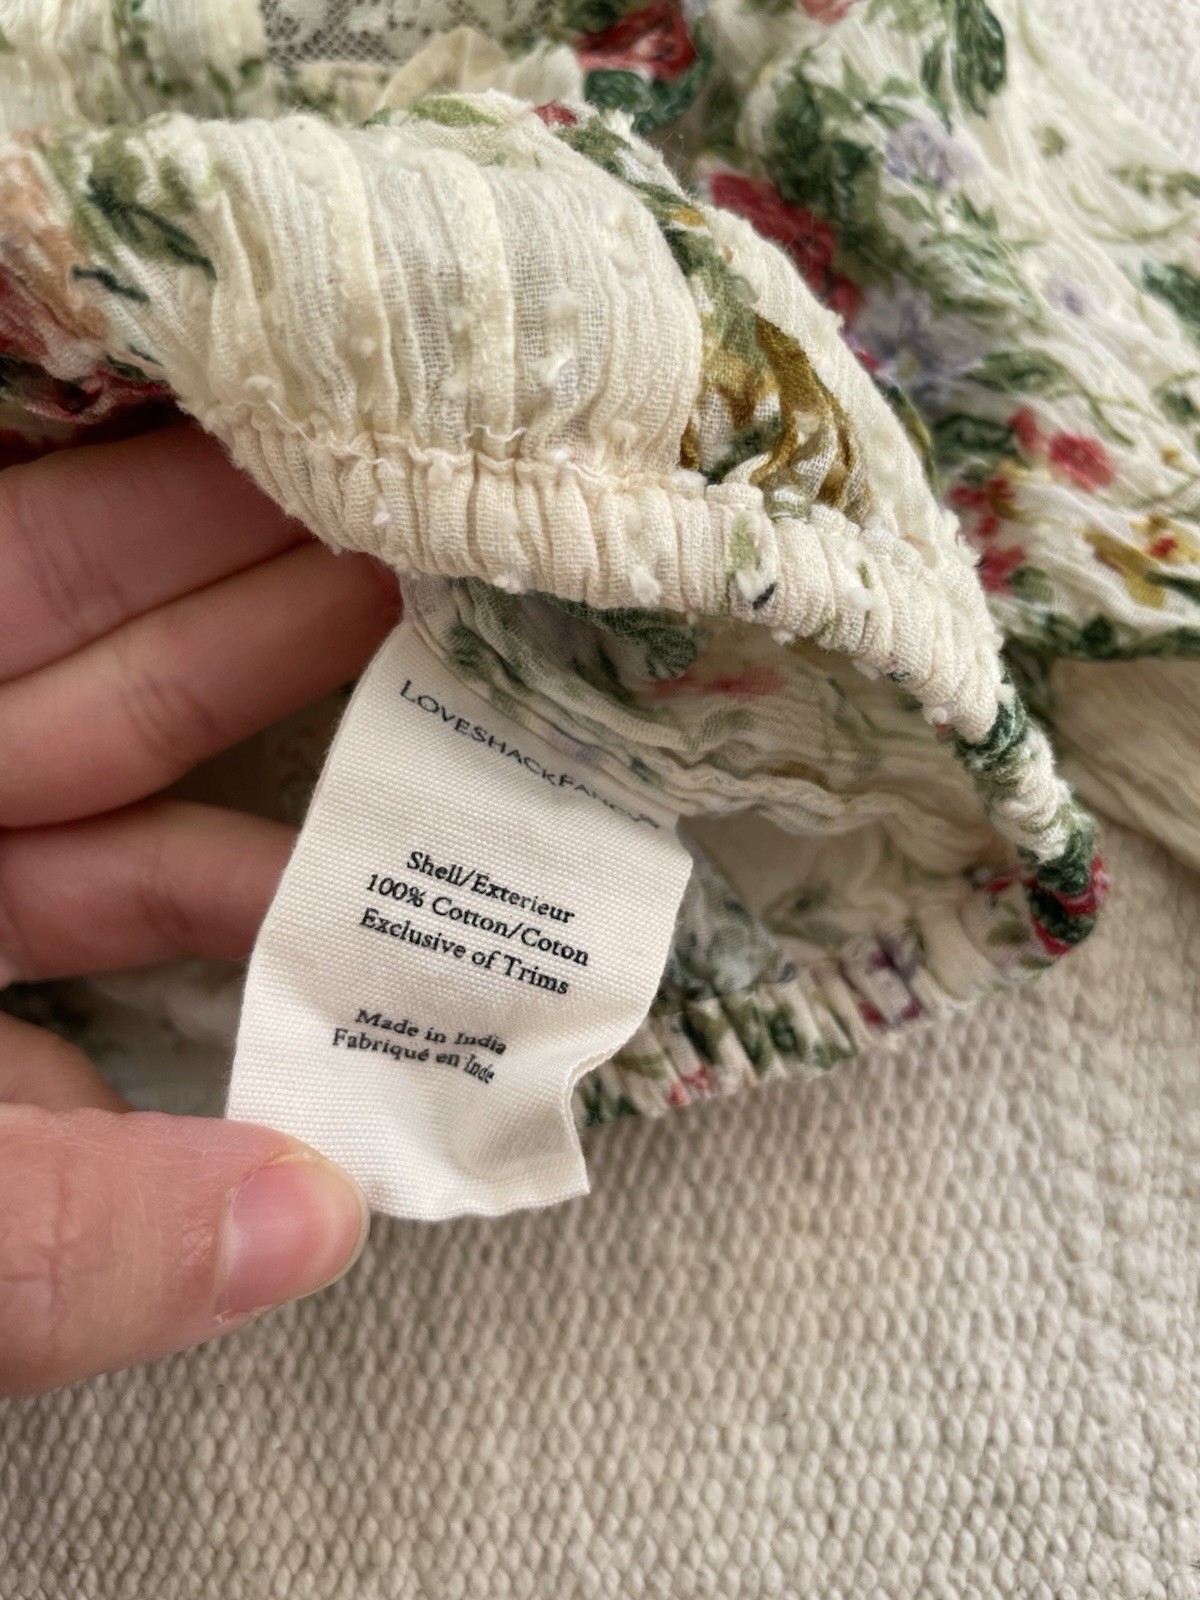 LOVESHACKFANCY
Shell/Exterieur
100% Cotton/Coton
Exclusive of Trims
Made in India
Fabriqué en Inde